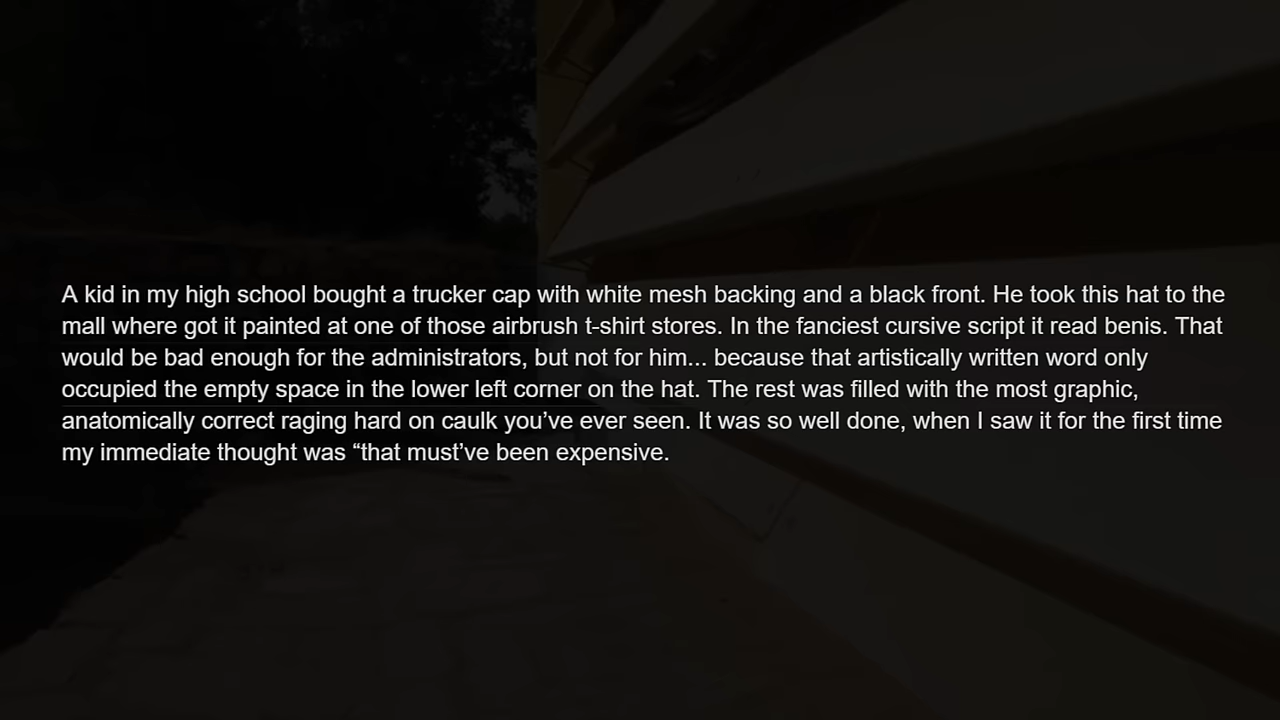 A kid in my high school bought a trucker cap with white mesh backing and a black front. He took this hat to the
mall where got it painted at one of those airbrush t-shirt stores. In the fanciest cursive script it read benis. That
would be bad enough for the administrators, but not for him... because that artistically written word only
occupied the empty space in the lower left corner on the hat. The rest was filled with the most graphic,
anatomically correct raging hard on caulk you’ve ever seen. It was so well done, when I saw it for the first time
my immediate thought was “that must’ve been expensive.